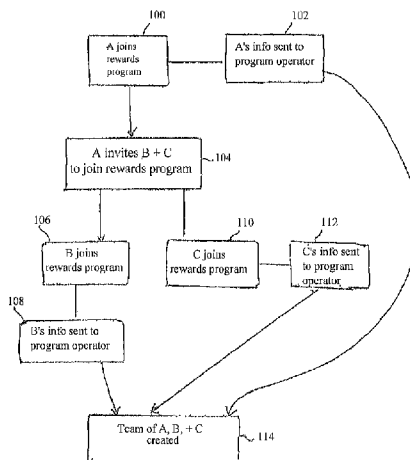 100
102
A joins
rewards
program
A's info sent to
program operator
A invites B + C
to join rewards program
104
106
110
112
B joins
rewards program
C joins
rewards program
C's info sent
to program
operator
108
B's info sent to
program operator
Team of A, B, + C
created
114